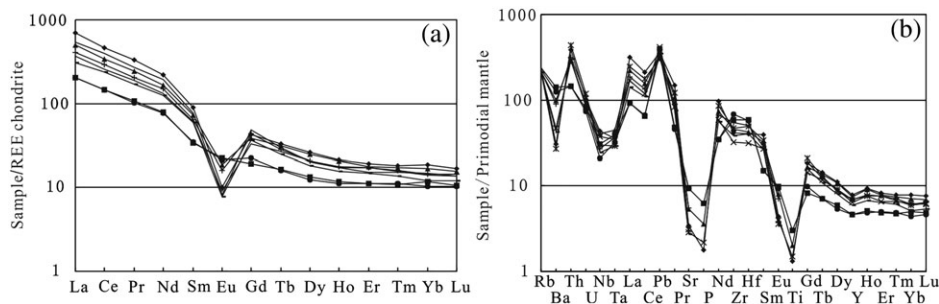 (a)
Sample/REE chondrite
1000
100
10
1
La Ce Pr Nd Sm Eu Gd Tb Dy Ho Er Tm Yb Lu
(b)
Sample/Primodial mantle
1000
100
10
1
Rb Th Nb La Pb Sr P Nd Hf Eu Gd Dy Ho Tm Lu
Ba U Ta Ce Pr Zr Sm Ti Tb Y Er Yb